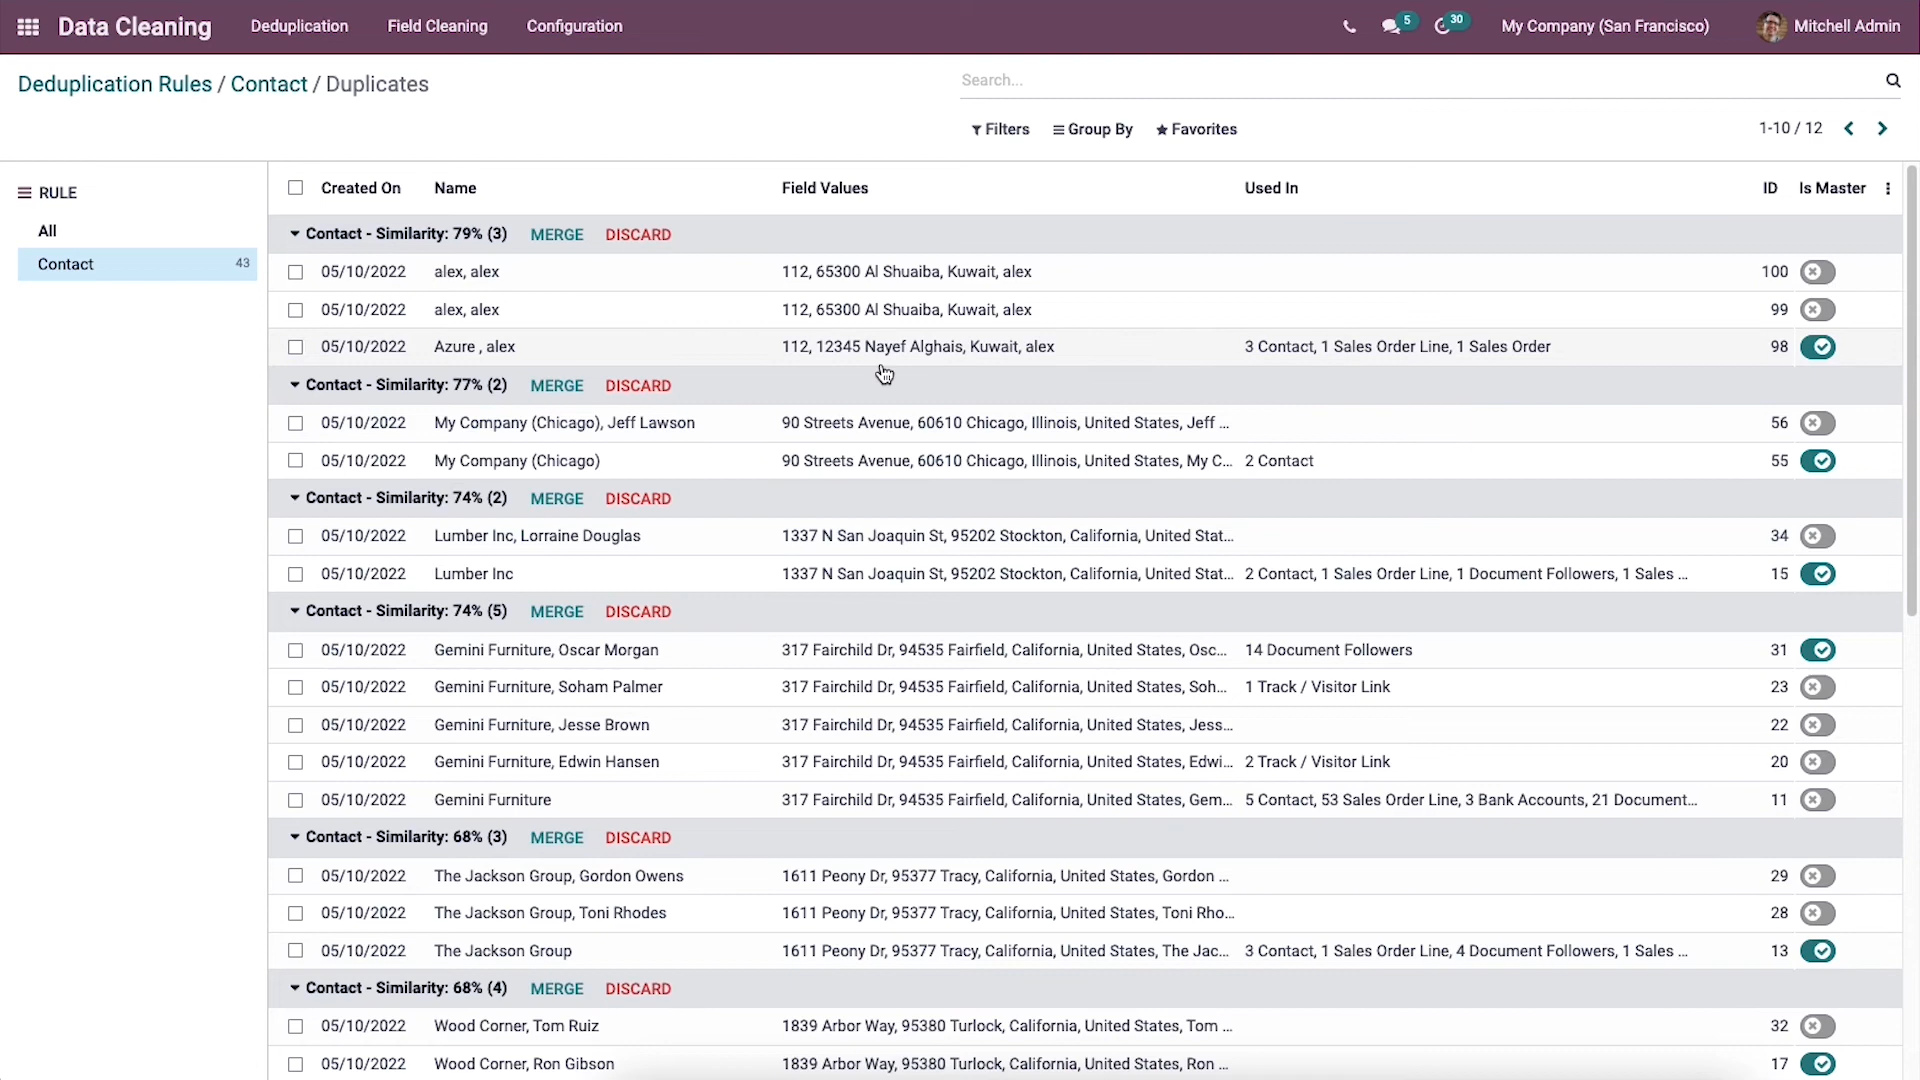 Data Cleaning Deduplication Field Cleaning Configuration 5 30 My Company (San Francisco) Mitchell Admin
Deduplication Rules / Contact / Duplicates
Search...
Filters Group By Favorites 1-10 / 12
RULE
All
Contact 43
Created On Name Field Values Used In ID Is Master
Contact - Similarity: 79% (3) MERGE DISCARD
05/10/2022 alex, alex 112, 65300 Al Shuaiba, Kuwait, alex 100
05/10/2022 alex, alex 112, 65300 Al Shuaiba, Kuwait, alex 99
05/10/2022 Azure , alex 112, 12345 Nayef Alghais, Kuwait, alex 3 Contact, 1 Sales Order Line, 1 Sales Order 98
Contact - Similarity: 77% (2) MERGE DISCARD
05/10/2022 My Company (Chicago), Jeff Lawson 90 Streets Avenue, 60610 Chicago, Illinois, United States, Jeff ... 56
05/10/2022 My Company (Chicago) 90 Streets Avenue, 60610 Chicago, Illinois, United States, My C... 2 Contact 55
Contact - Similarity: 74% (2) MERGE DISCARD
05/10/2022 Lumber Inc, Lorraine Douglas 1337 N San Joaquin St, 95202 Stockton, California, United Stat... 34
05/10/2022 Lumber Inc 1337 N San Joaquin St, 95202 Stockton, California, United Stat... 2 Contact, 1 Sales Order Line, 1 Document Followers, 1 Sales ... 15
Contact - Similarity: 74% (5) MERGE DISCARD
05/10/2022 Gemini Furniture, Oscar Morgan 317 Fairchild Dr, 94535 Fairfield, California, United States, Osc... 14 Document Followers 31
05/10/2022 Gemini Furniture, Soham Palmer 317 Fairchild Dr, 94535 Fairfield, California, United States, Soh... 1 Track / Visitor Link 23
05/10/2022 Gemini Furniture, Jesse Brown 317 Fairchild Dr, 94535 Fairfield, California, United States, Jess... 22
05/10/2022 Gemini Furniture, Edwin Hansen 317 Fairchild Dr, 94535 Fairfield, California, United States, Edwi... 2 Track / Visitor Link 20
05/10/2022 Gemini Furniture 317 Fairchild Dr, 94535 Fairfield, California, United States, Gem... 5 Contact, 53 Sales Order Line, 3 Bank Accounts, 21 Document... 11
Contact - Similarity: 68% (3) MERGE DISCARD
05/10/2022 The Jackson Group, Gordon Owens 1611 Peony Dr, 95377 Tracy, California, United States, Gordon ... 29
05/10/2022 The Jackson Group, Toni Rhodes 1611 Peony Dr, 95377 Tracy, California, United States, Toni Rho... 28
05/10/2022 The Jackson Group 1611 Peony Dr, 95377 Tracy, California, United States, The Jac... 3 Contact, 1 Sales Order Line, 4 Document Followers, 1 Sales ... 13
Contact - Similarity: 68% (4) MERGE DISCARD
05/10/2022 Wood Corner, Tom Ruiz 1839 Arbor Way, 95380 Turlock, California, United States, Tom ... 32
05/10/2022 Wood Corner, Ron Gibson 1839 Arbor Way, 95380 Turlock, California, United States, Ron ... 17